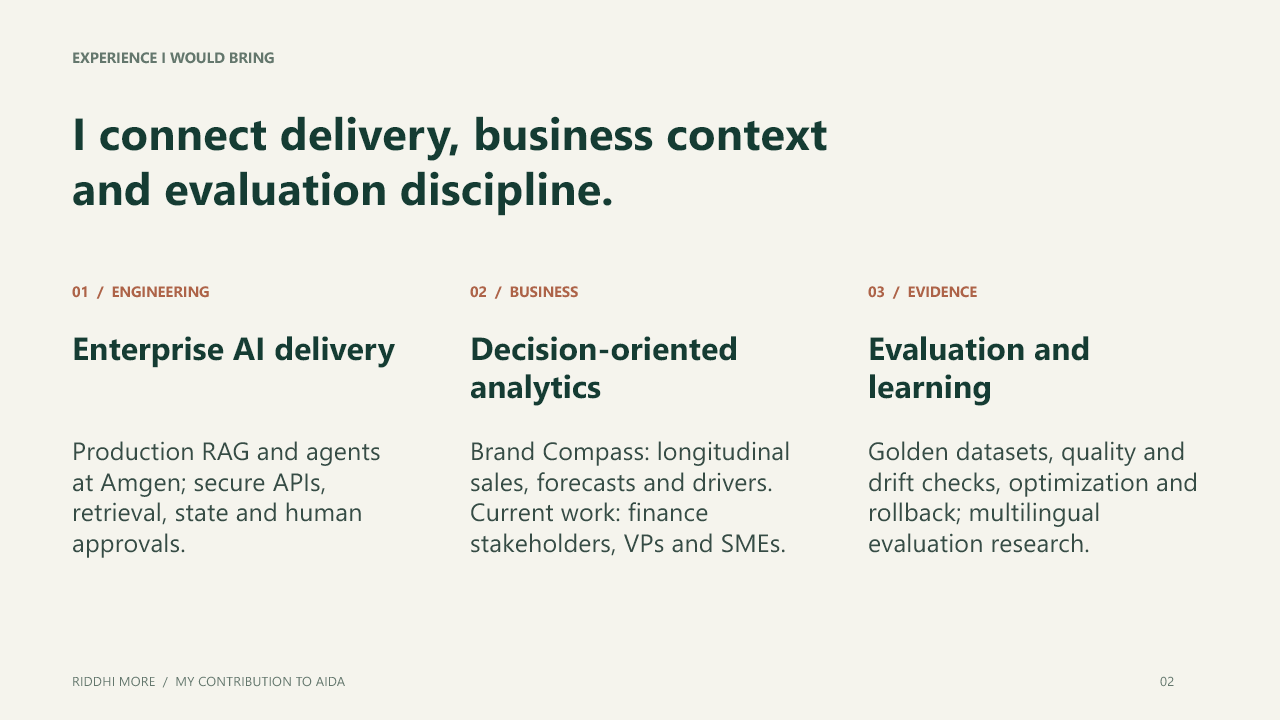 EXPERIENCE I WOULD BRING
I connect delivery, business context
and evaluation discipline.
01 / ENGINEERING
Enterprise AI delivery
Production RAG and agents
at Amgen; secure APIs,
retrieval, state and human
approvals.
02 / BUSINESS
Decision-oriented
analytics
Brand Compass: longitudinal
sales, forecasts and drivers.
Current work: finance
stakeholders, VPs and SMEs.
03 / EVIDENCE
Evaluation and
learning
Golden datasets, quality and
drift checks, optimization and
rollback; multilingual
evaluation research.
RIDDHI MORE / MY CONTRIBUTION TO AIDA
02